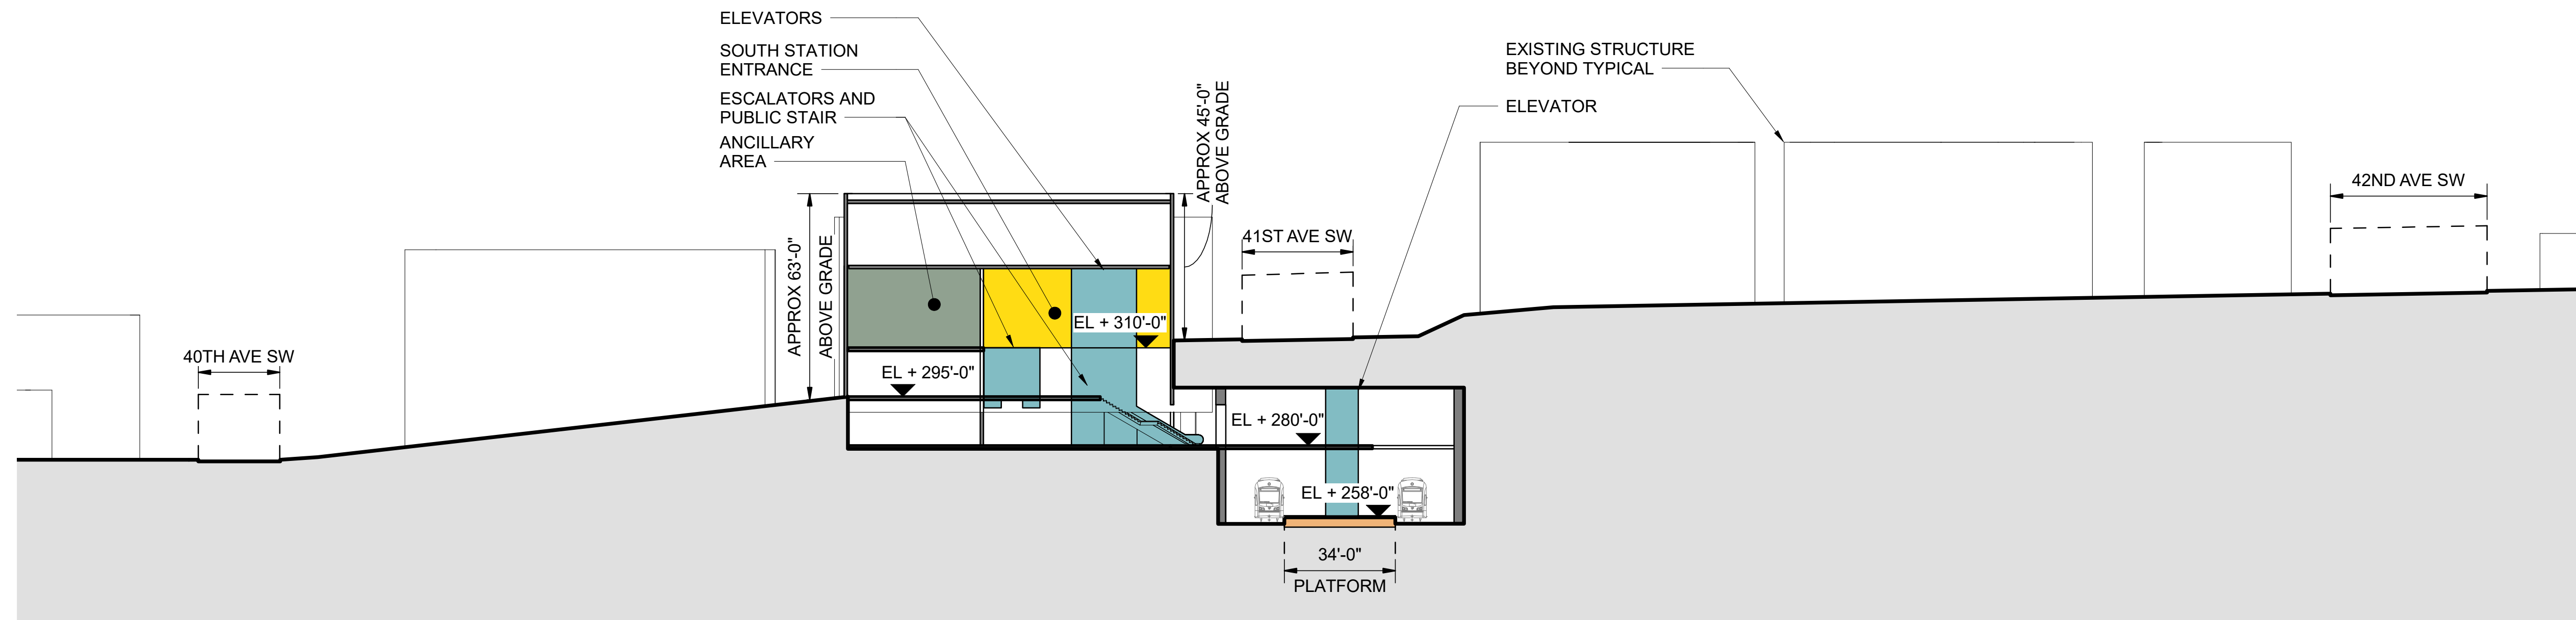 ELEVATORS
SOUTH STATION
ENTRANCE
ESCALATORS AND
PUBLIC STAIR
ANCILLARY
AREA
APPROX 45'-0"
ABOVE GRADE
EXISTING STRUCTURE
BEYOND TYPICAL
ELEVATOR
42ND AVE SW
41ST AVE SW
APPROX 63'-0"
ABOVE GRADE
40TH AVE SW
EL + 310'-0"
EL + 295'-0"
EL + 280'-0"
EL + 258'-0"
34'-0"
PLATFORM